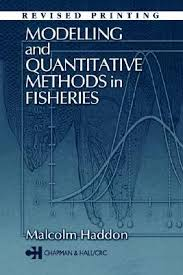 REVISED PRINTING
MODELLING
and
QUANTITATIVE
METHODS in
FISHERIES
Malcolm Haddon
CHAPMAN & HALL/CRC